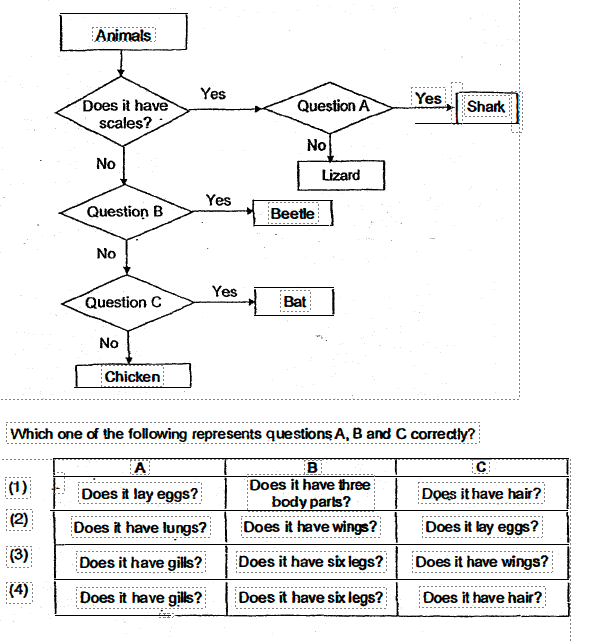 Animals
Does it have
scales?
Yes
Question A
Yes
Shark
No
Lizard
No
Question B
Yes
Beetle
No
Question C
Yes
Bat
No
Chicken
Which one of the following represents questions A, B and C correctly?
A B C
(1) Does it lay eggs? Does it have three body parts? Does it have hair?
(2) Does it have lungs? Does it have wings? Does it lay eggs?
(3) Does it have gills? Does it have six legs? Does it have wings?
(4) Does it have gills? Does it have six legs? Does it have hair?